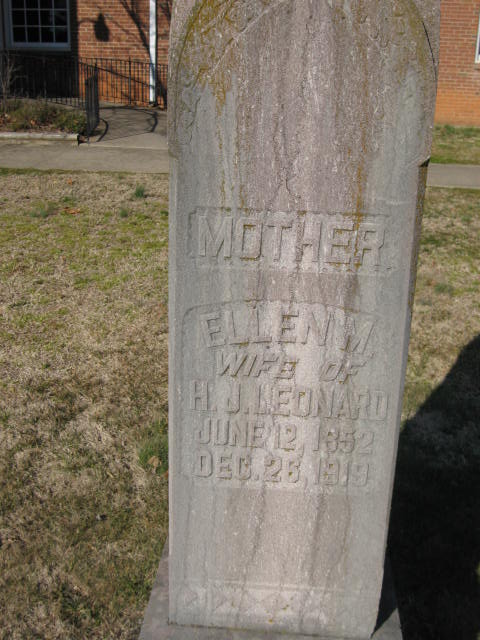 MOTHER
ELLEN M.
WIFE OF
H. J. LEONARD
JUNE 12, 1852
DEC. 26, 1919